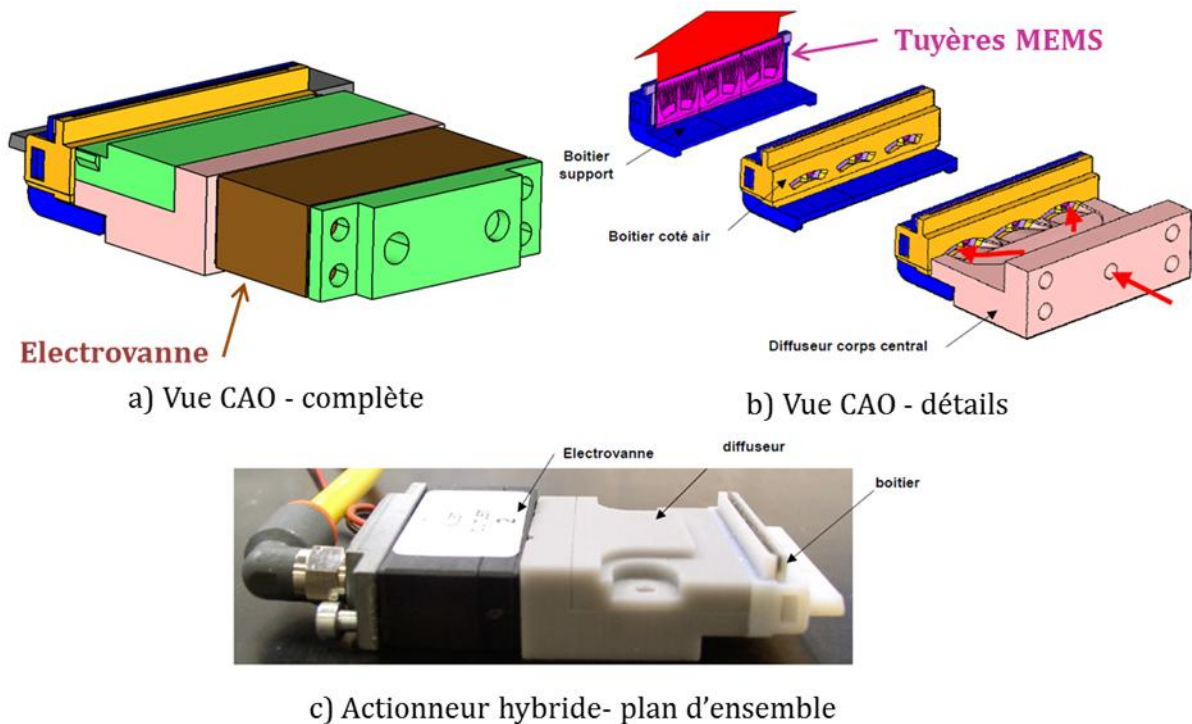 Tuyères MEMS
Boitier
support
Boitier coté air
Diffuseur corps central
Electrovanne
a) Vue CAO - complète
b) Vue CAO - détails
Electrovanne
diffuseur
boitier
c) Actionneur hybride- plan d'ensemble